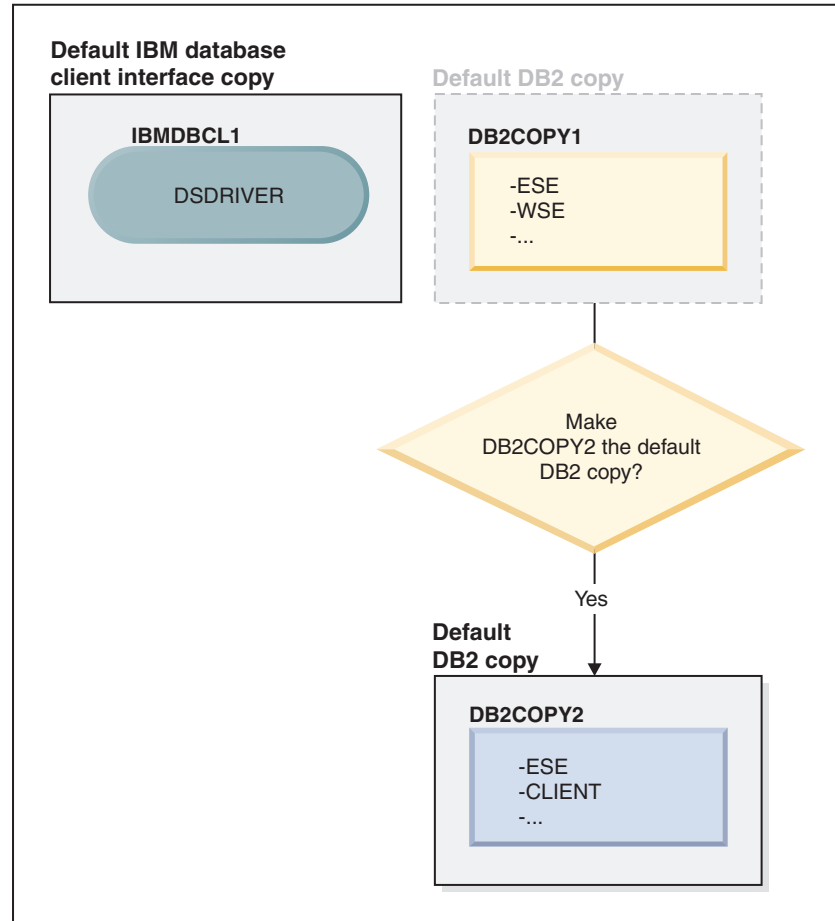 Default IBM database
client interface copy
IBMDBCL1
DSDRIVER
Default DB2 copy
DB2COPY1
-ESE
-WSE
-...
Make
DB2COPY2 the default
DB2 copy?
Yes
Default
DB2 copy
DB2COPY2
-ESE
-CLIENT
-...